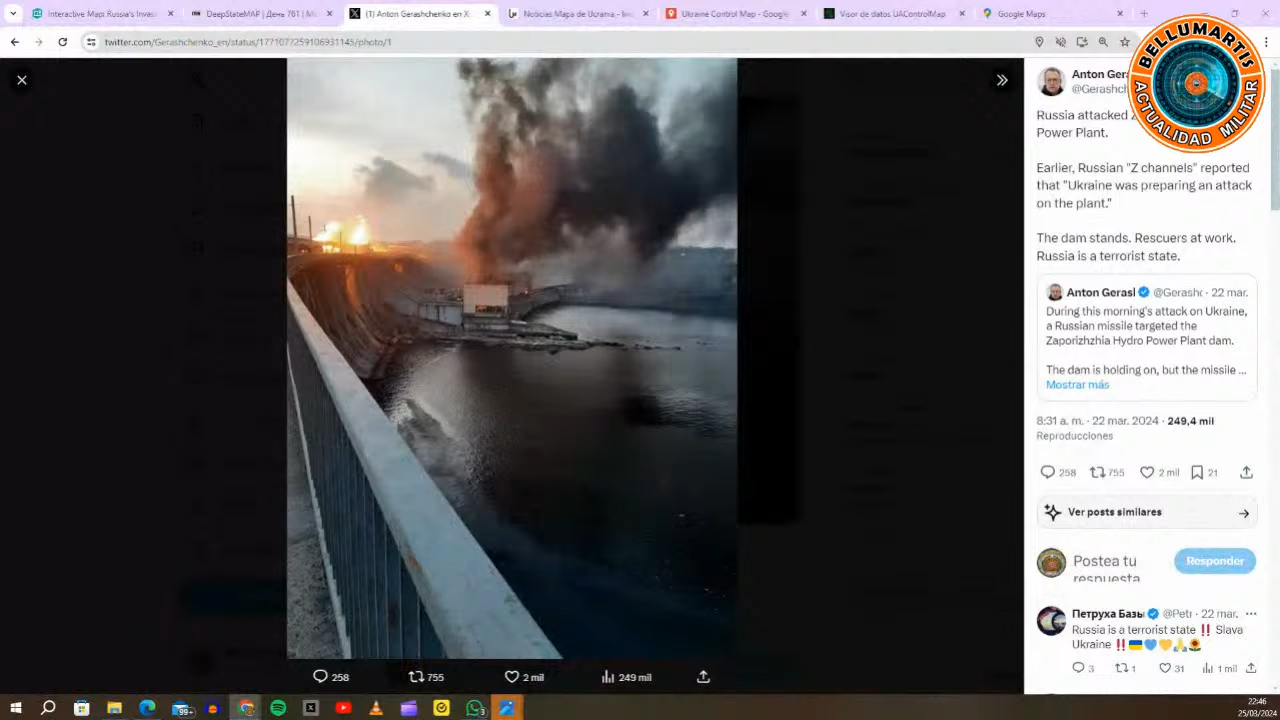 Interactive Map: Russia's Invas
DeepStateMAP | День 761 | M
(1) Anton Gerashchenko en X
Noticias Mapa de Ucrania
Ukraine Control Map - Google
Visor de datos UAControlMap
Google Maps
twitter.com/Gerashchenko_en/status/1771077259106931145/photo/1
BELLUMARTIS
ACTUALIDAD MILITAR
Anton Ger
@Gerashch
Russia attacked
Power Plant.
Earlier, Russian "Z channels" reported
that "Ukraine was preparing an attack
on the plant."
The dam stands. Rescuers at work.
Russia is a terrorist state.
Anton Gerasl @Gerashc · 22 mar.
During this morning's attack on Ukraine,
a Russian missile targeted the
Zaporizhzhia Hydro Power Plant dam.
The dam is holding on, but the missile ...
Mostrar más
8:31 a. m. · 22 mar. 2024 · 249,4 mil
Reproducciones
258 755 2 mil 21
Ver posts similares
Postea tu
respuesta
Responder
Петруха Базы @Petr · 22 mar.
Russia is a terrorist state ‼️ Slava
Ukraine ‼️🇺🇦💙💛🙏🌻
3 1 31 1 mil
258 755 2 mil 249 mil
99+
3
22:46
25/03/2024